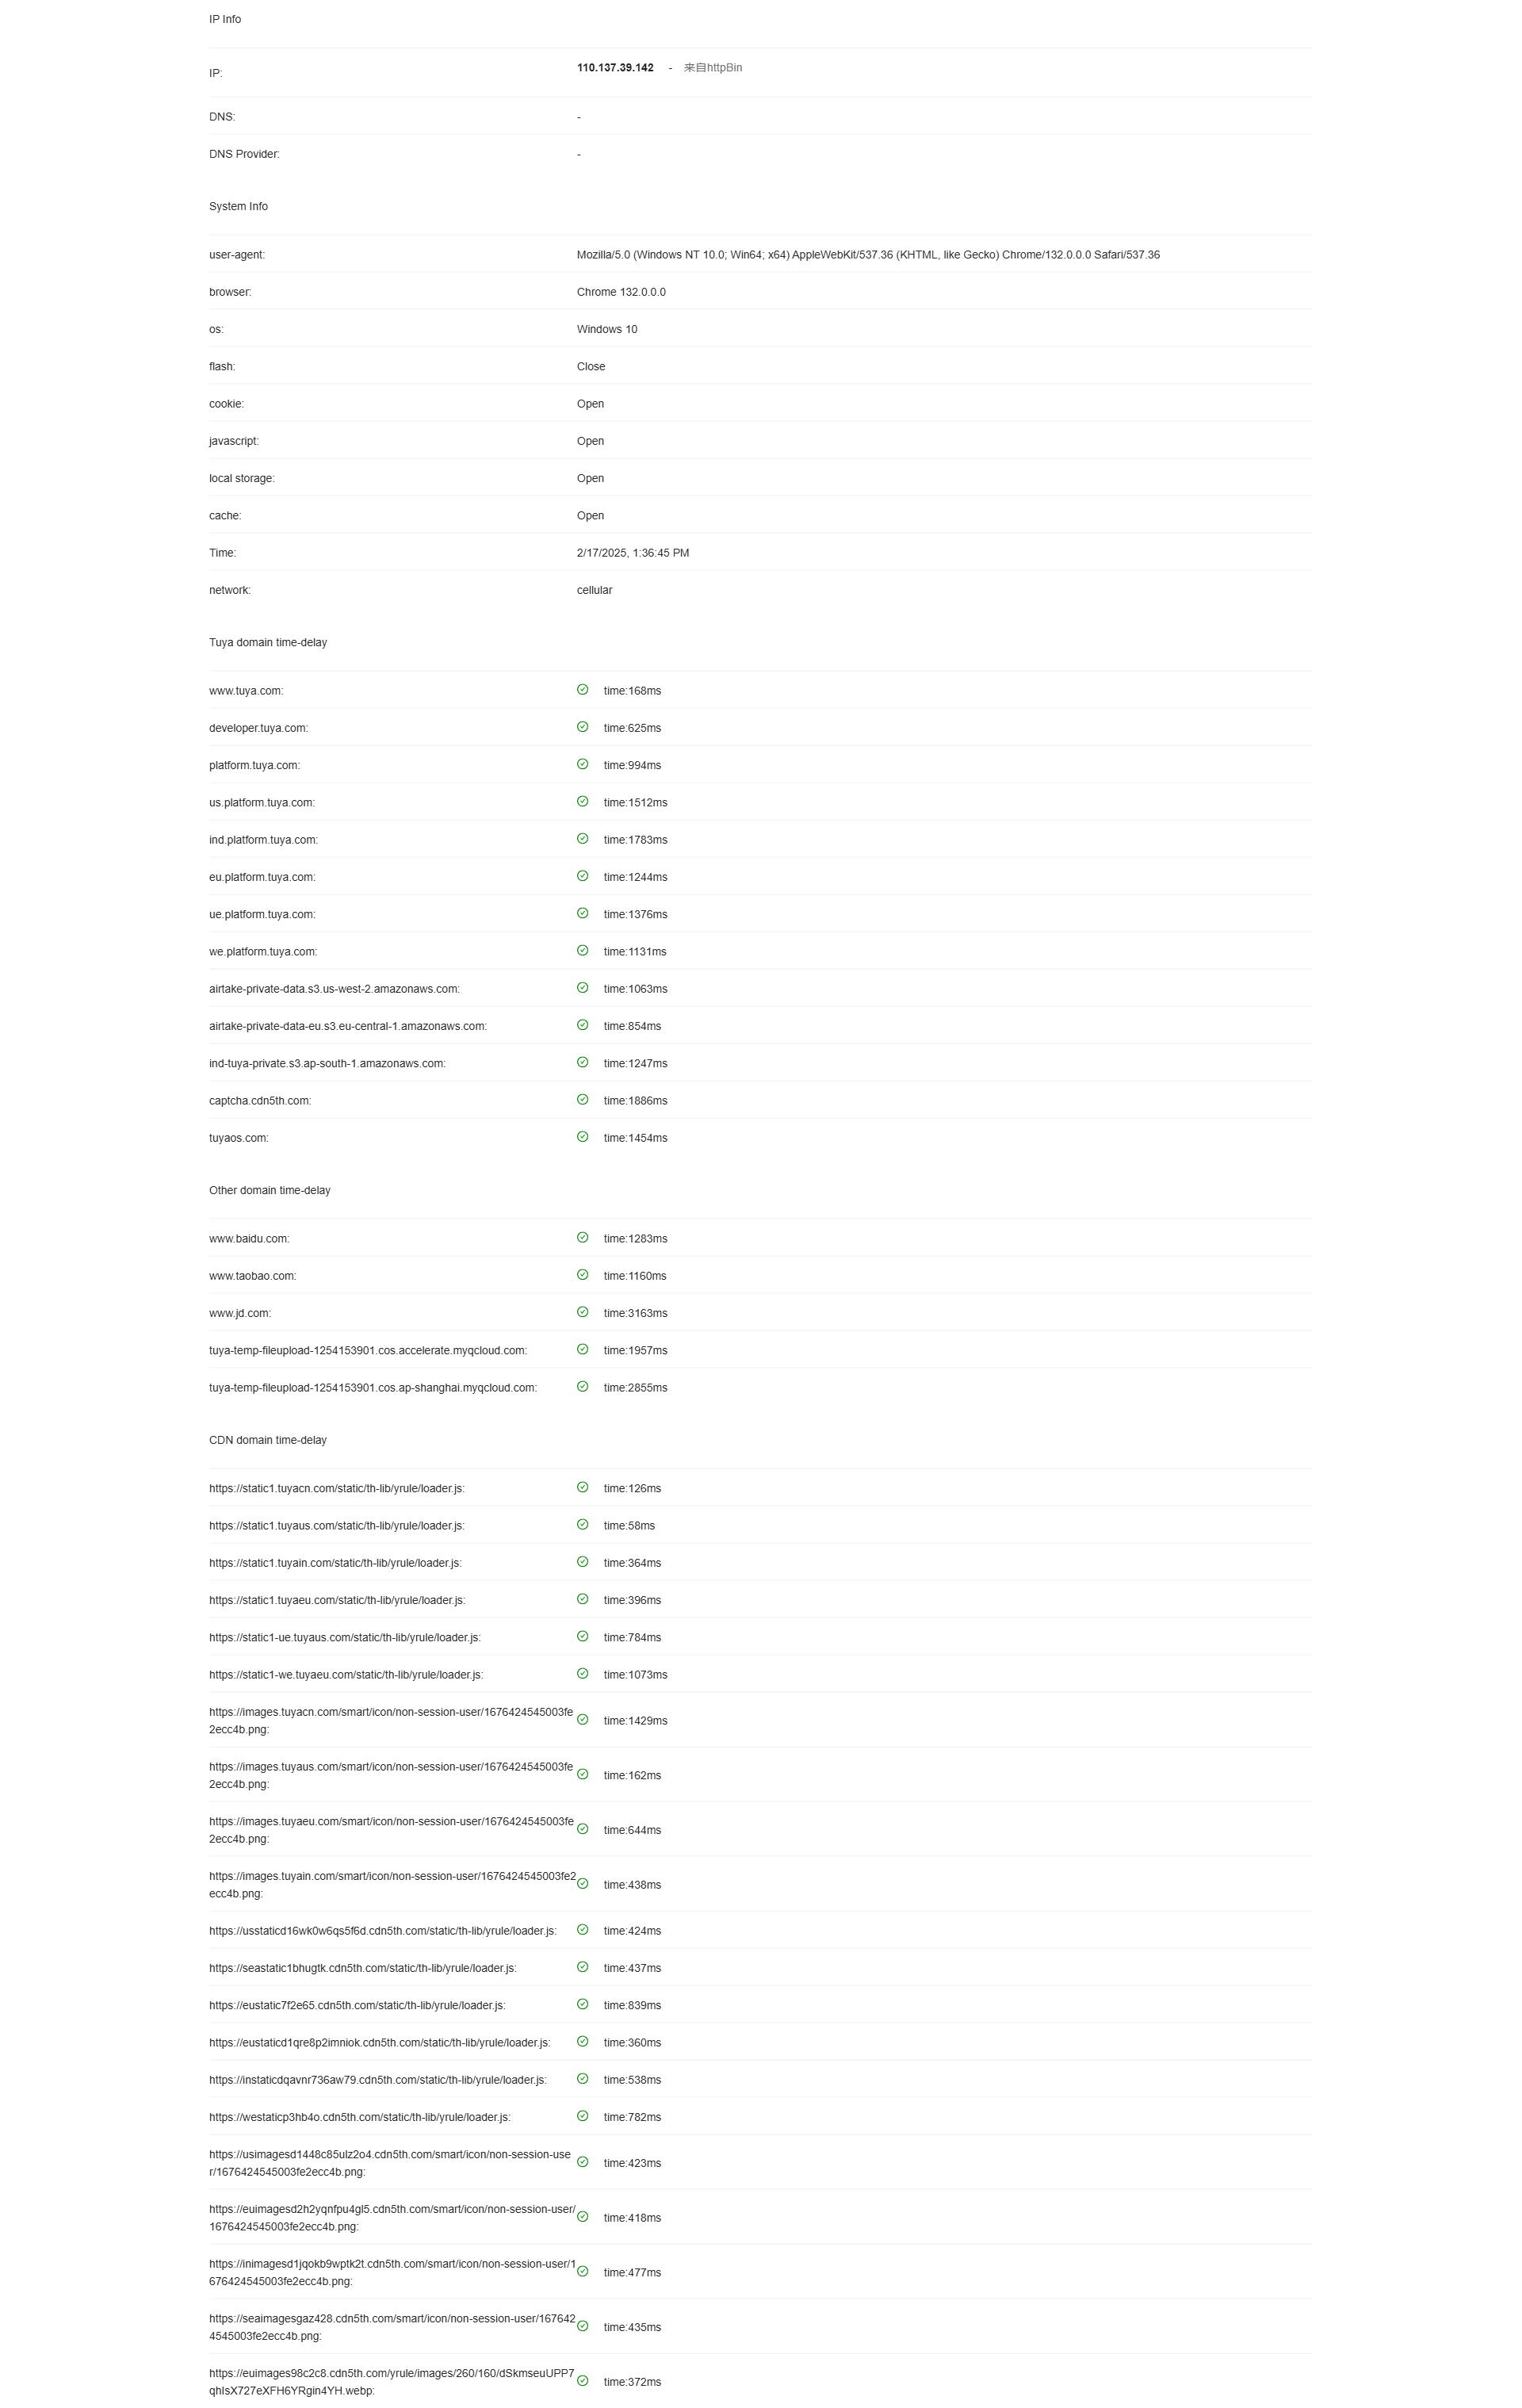 IP Info
IP: 110.137.39.142 - 来自httpBin
DNS: -
DNS Provider: -
System Info
user-agent: Mozilla/5.0 (Windows NT 10.0; Win64; x64) AppleWebKit/537.36 (KHTML, like Gecko) Chrome/132.0.0.0 Safari/537.36
browser: Chrome 132.0.0.0
os: Windows 10
flash: Close
cookie: Open
javascript: Open
local storage: Open
cache: Open
Time: 2/17/2025, 1:36:45 PM
network: cellular
Tuya domain time-delay
www.tuya.com: time:168ms
developer.tuya.com: time:625ms
platform.tuya.com: time:994ms
us.platform.tuya.com: time:1512ms
ind.platform.tuya.com: time:1783ms
eu.platform.tuya.com: time:1244ms
ue.platform.tuya.com: time:1376ms
we.platform.tuya.com: time:1131ms
airtake-private-data.s3.us-west-2.amazonaws.com: time:1063ms
airtake-private-data-eu.s3.eu-central-1.amazonaws.com: time:854ms
ind-tuya-private.s3.ap-south-1.amazonaws.com: time:1247ms
captcha.cdn5th.com: time:1886ms
tuyaos.com: time:1454ms
Other domain time-delay
www.baidu.com: time:1283ms
www.taobao.com: time:1160ms
www.jd.com: time:3163ms
tuya-temp-fileupload-1254153901.cos.accelerate.myqcloud.com: time:1957ms
tuya-temp-fileupload-1254153901.cos.ap-shanghai.myqcloud.com: time:2855ms
CDN domain time-delay
https://static1.tuyacn.com/static/th-lib/yrule/loader.js: time:126ms
https://static1.tuyaus.com/static/th-lib/yrule/loader.js: time:58ms
https://static1.tuyain.com/static/th-lib/yrule/loader.js: time:364ms
https://static1.tuyaeu.com/static/th-lib/yrule/loader.js: time:396ms
https://static1-ue.tuyaus.com/static/th-lib/yrule/loader.js: time:784ms
https://static1-we.tuyaeu.com/static/th-lib/yrule/loader.js: time:1073ms
https://images.tuyacn.com/smart/icon/non-session-user/1676424545003fe
2ecc4b.png: time:1429ms
https://images.tuyaus.com/smart/icon/non-session-user/1676424545003fe
2ecc4b.png: time:162ms
https://images.tuyaeu.com/smart/icon/non-session-user/1676424545003fe
2ecc4b.png: time:644ms
https://images.tuyain.com/smart/icon/non-session-user/1676424545003fe2
ecc4b.png: time:438ms
https://usstaticd16wk0w6qs5f6d.cdn5th.com/static/th-lib/yrule/loader.js: time:424ms
https://seastatic1bhugtk.cdn5th.com/static/th-lib/yrule/loader.js: time:437ms
https://eustatic7f2e65.cdn5th.com/static/th-lib/yrule/loader.js: time:839ms
https://eustaticd1qre8p2imniok.cdn5th.com/static/th-lib/yrule/loader.js: time:360ms
https://instaticdqavnr736aw79.cdn5th.com/static/th-lib/yrule/loader.js: time:538ms
https://westaticp3hb4o.cdn5th.com/static/th-lib/yrule/loader.js: time:782ms
https://usimagesd1448c85ulz2o4.cdn5th.com/smart/icon/non-session-use
r/1676424545003fe2ecc4b.png: time:423ms
https://euimagesd2h2yqnfpu4gl5.cdn5th.com/smart/icon/non-session-user/
1676424545003fe2ecc4b.png: time:418ms
https://inimagesd1jqokb9wptk2t.cdn5th.com/smart/icon/non-session-user/1
676424545003fe2ecc4b.png: time:477ms
https://seaimagesgaz428.cdn5th.com/smart/icon/non-session-user/167642
4545003fe2ecc4b.png: time:435ms
https://euimages98c2c8.cdn5th.com/yrule/images/260/160/dSkmseuUPP7
qhIsX727eXFH6YRgin4YH.webp: time:372ms